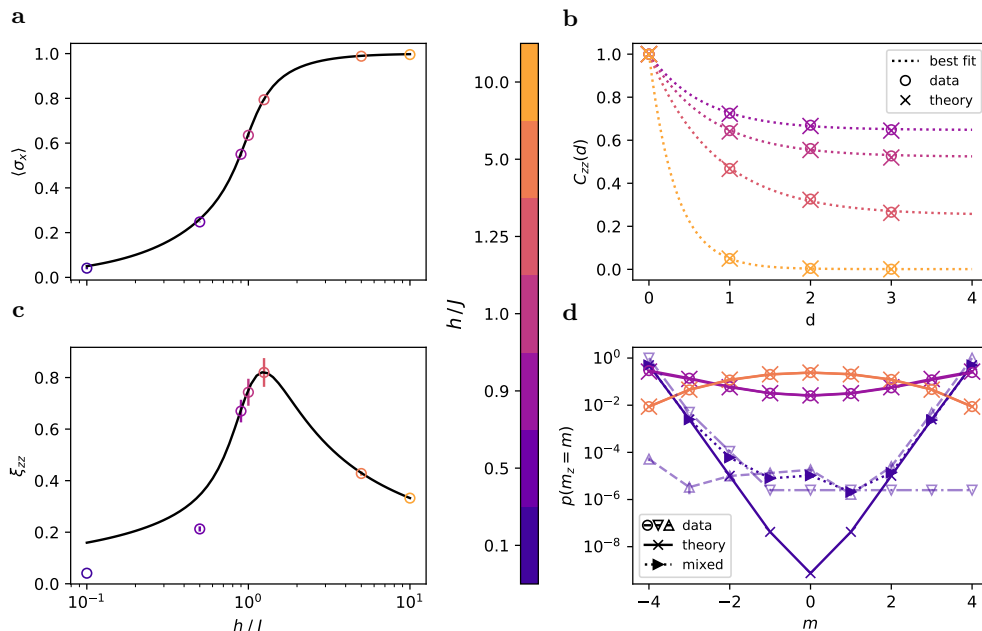 a
1.0
0.8
0.6
0.4
0.2
0.0
⟨σx⟩
b
1.0
0.8
0.6
0.4
0.2
0.0
Czz(d)
0 1 2 3 4
d
best fit
data
theory
10.0
5.0
1.25
1.0
0.9
0.5
0.1
h / J
c
0.8
0.6
0.4
0.2
0.0
ξzz
10⁻¹ 10⁰ 10¹
h / J
d
10⁰
10⁻²
10⁻⁴
10⁻⁶
10⁻⁸
p(mz = m)
−4 −2 0 2 4
m
data
theory
mixed